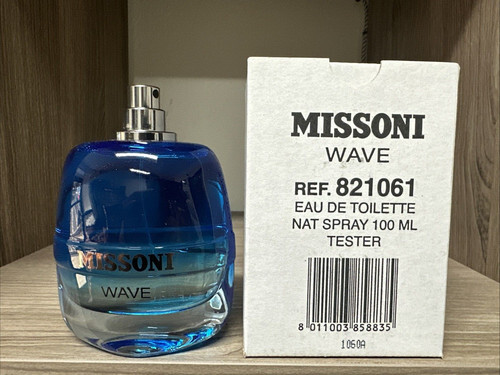 MISSONI
WAVE
MISSONI
WAVE
REF. 821061
EAU DE TOILETTE
NAT SPRAY 100 ML
TESTER
8 011003 858835
1060A